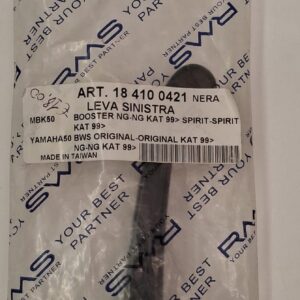 ART. 18 410 0421 NERA
LEVA SINISTRA
MBK50 BOOSTER NG-NG KAT 99> SPIRIT-SPIRIT
KAT 99>
YAMAHA50 BWS ORIGINAL-ORIGINAL KAT 99>
NG-NG KAT 99>
MADE IN TAIWAN
RMS
YOUR BEST
PARTNER